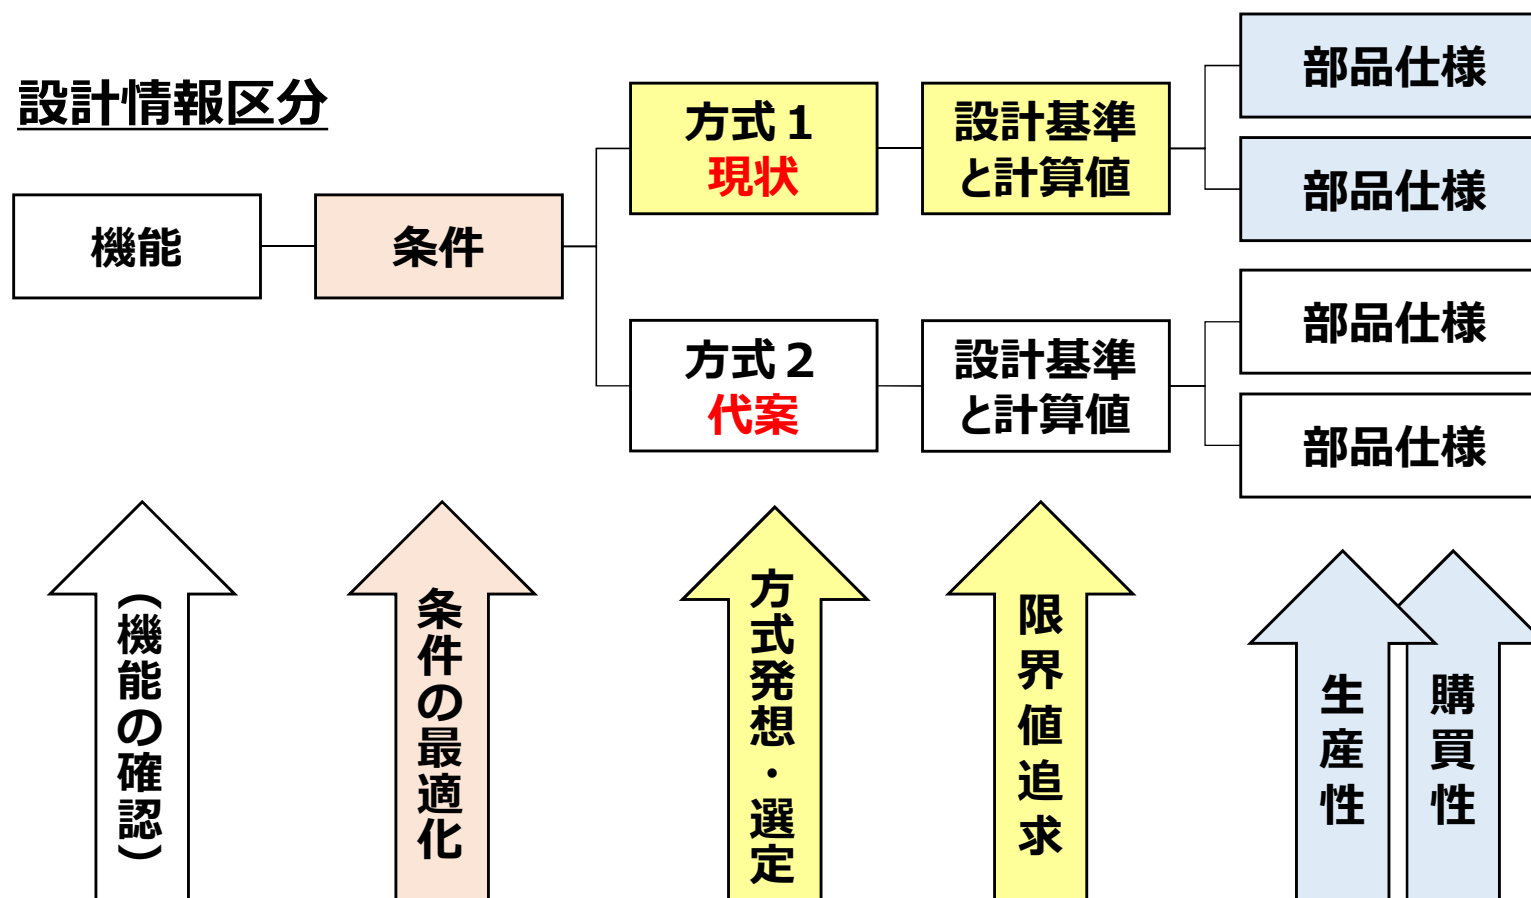 設計情報区分
機能
条件
方式１
現状
設計基準
と計算値
部品仕様
部品仕様
方式２
代案
設計基準
と計算値
部品仕様
部品仕様
（機能の確認）
条件の最適化
方式発想・選定
限界値追求
生産性
購買性